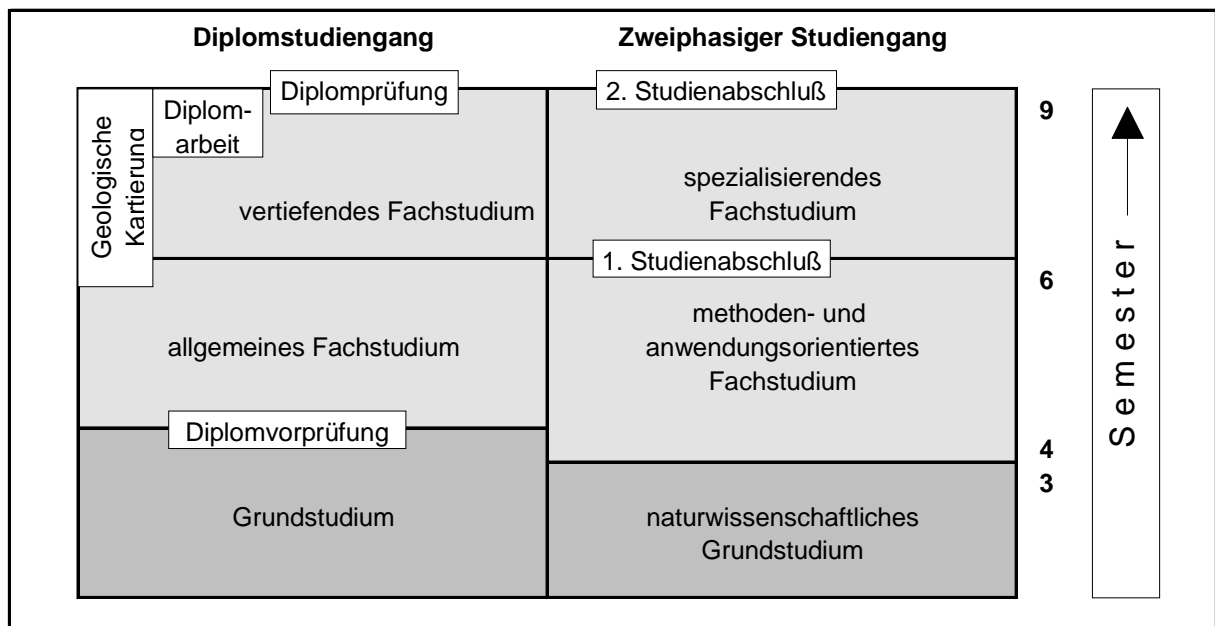 Diplomstudiengang
Zweiphasiger Studiengang
Diplomprüfung
2. Studienabschluß
Geologische
Kartierung
Diplom-
arbeit
vertiefendes Fachstudium
spezialisierendes
Fachstudium
1. Studienabschluß
allgemeines Fachstudium
methoden- und
anwendungsorientiertes
Fachstudium
Diplomvorprüfung
Grundstudium
naturwissenschaftliches
Grundstudium
9
6
4
3
Semester